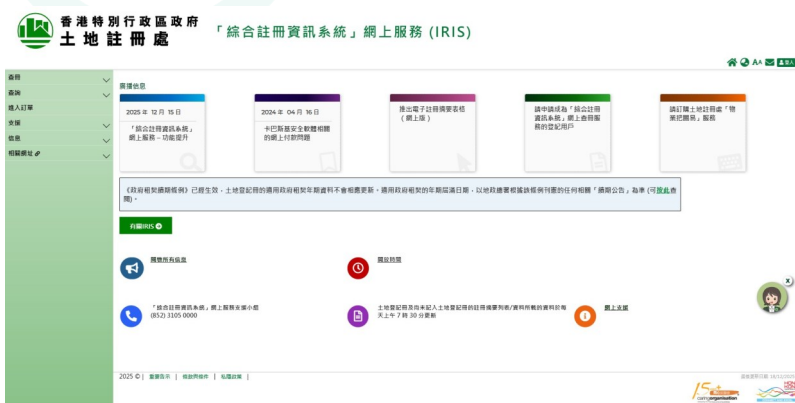 香港特別行政區政府
土地註冊處
「綜合註冊資訊系統」網上服務 (IRIS)
AA
登入
查冊
查詢
進入訂單
支援
信息
相關網址
廣播信息
2025 年 12 月 15 日
「綜合註冊資訊系統」
網上服務 – 功能提升
2024 年 04 月 16 日
卡巴斯基安全軟體相關
的網上付款問題
推出電子註冊摘要表格
(網上版)
請申請成為「綜合註冊
資訊系統」網上查冊服
務的登記用戶
請訂購土地註冊處「物
業把關易」服務
《政府租契續期條例》已經生效。土地登記冊的適用政府租契年期資料不會相應更新。適用政府租契的年期屆滿日期,以地政總署根據該條例刊憲的任何相關「續期公告」為準 (可按此查
閱)。
有關IRIS
閱覽所有信息
開放時間
「綜合註冊資訊系統」網上服務支援小組
(852) 3105 0000
土地登記冊及尚未記入土地登記冊的註冊摘要列表/資料所載的資料於每
天上午 7 時 30 分更新
網上支援
x
2025 © | 重要告示 | 條款與條件 | 私隱政策 |
15
caringorganisation